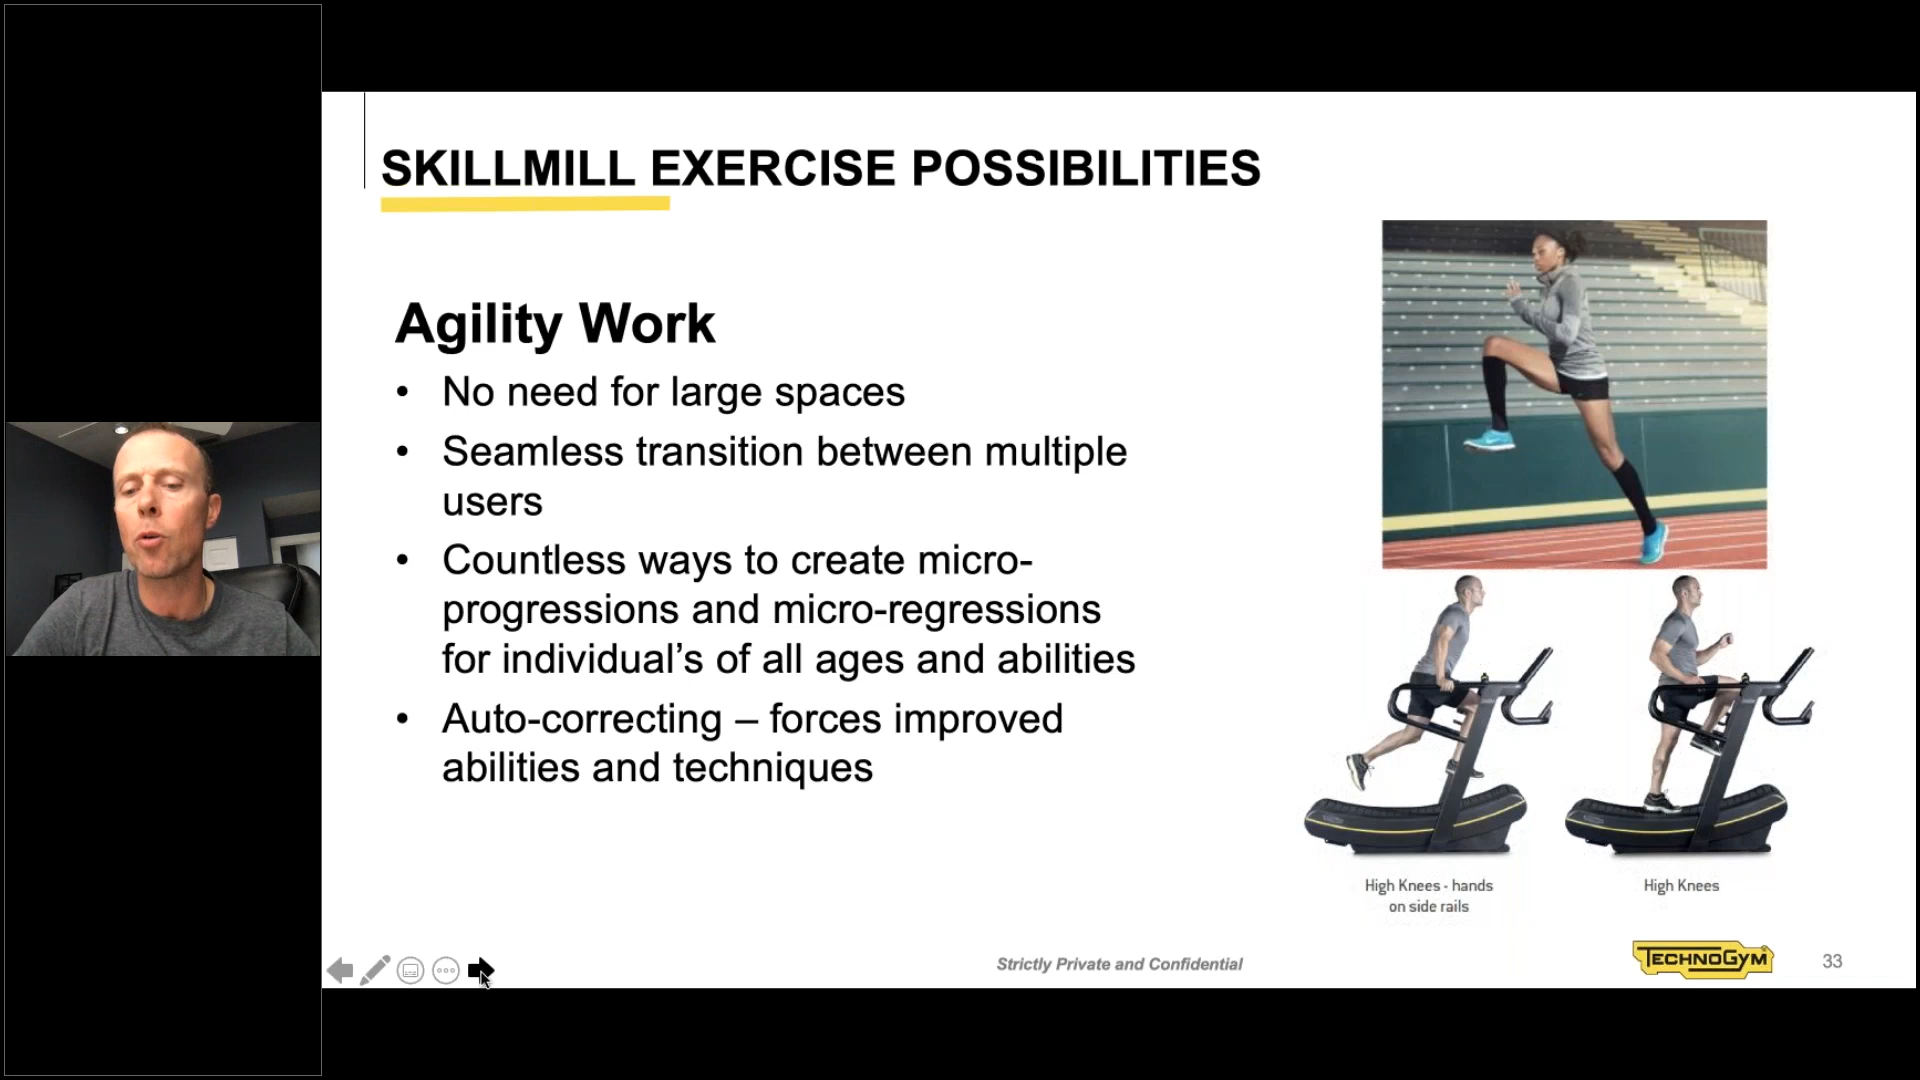 SKILLMILL EXERCISE POSSIBILITIES
Agility Work
• No need for large spaces
• Seamless transition between multiple
users
• Countless ways to create micro-
progressions and micro-regressions
for individual’s of all ages and abilities
• Auto-correcting – forces improved
abilities and techniques
High Knees - hands
on side rails
High Knees
Strictly Private and Confidential
TECHNOGYM
33